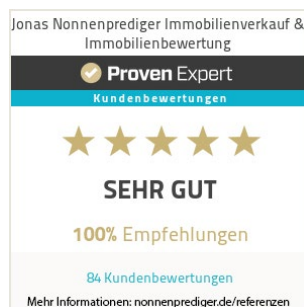 Jonas Nonnenprediger Immobilienverkauf &
Immobilienbewertung
Proven Expert
Kundenbewertungen
SEHR GUT
100% Empfehlungen
84 Kundenbewertungen
Mehr Informationen: nonnenprediger.de/referenzen